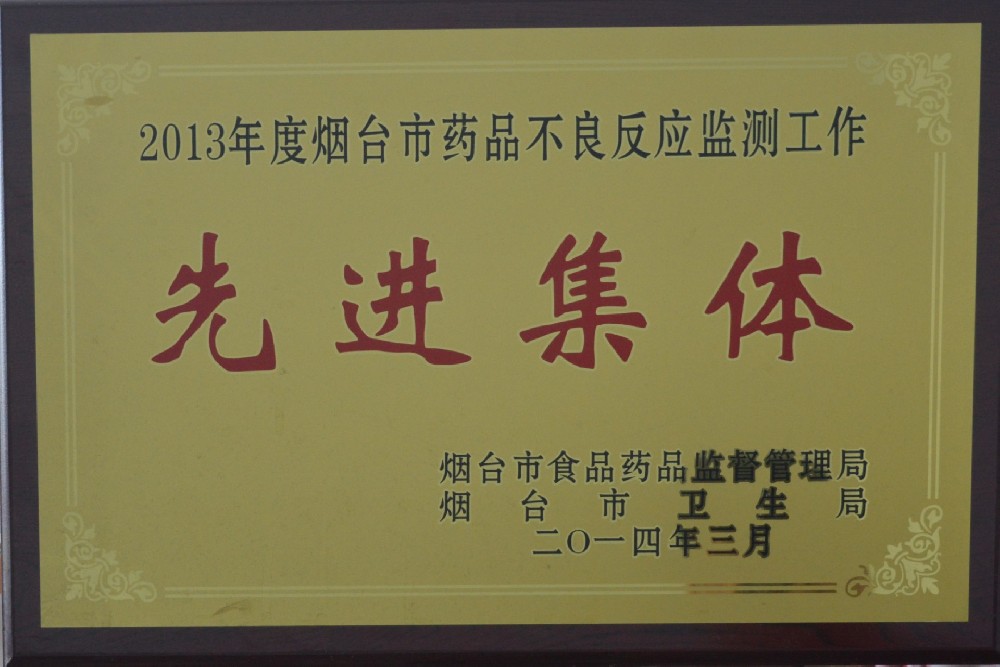 2013年度烟台市药品不良反应监测工作
先进集体
烟台市食品药品监督管理局
烟台市卫生局
二〇一四年三月